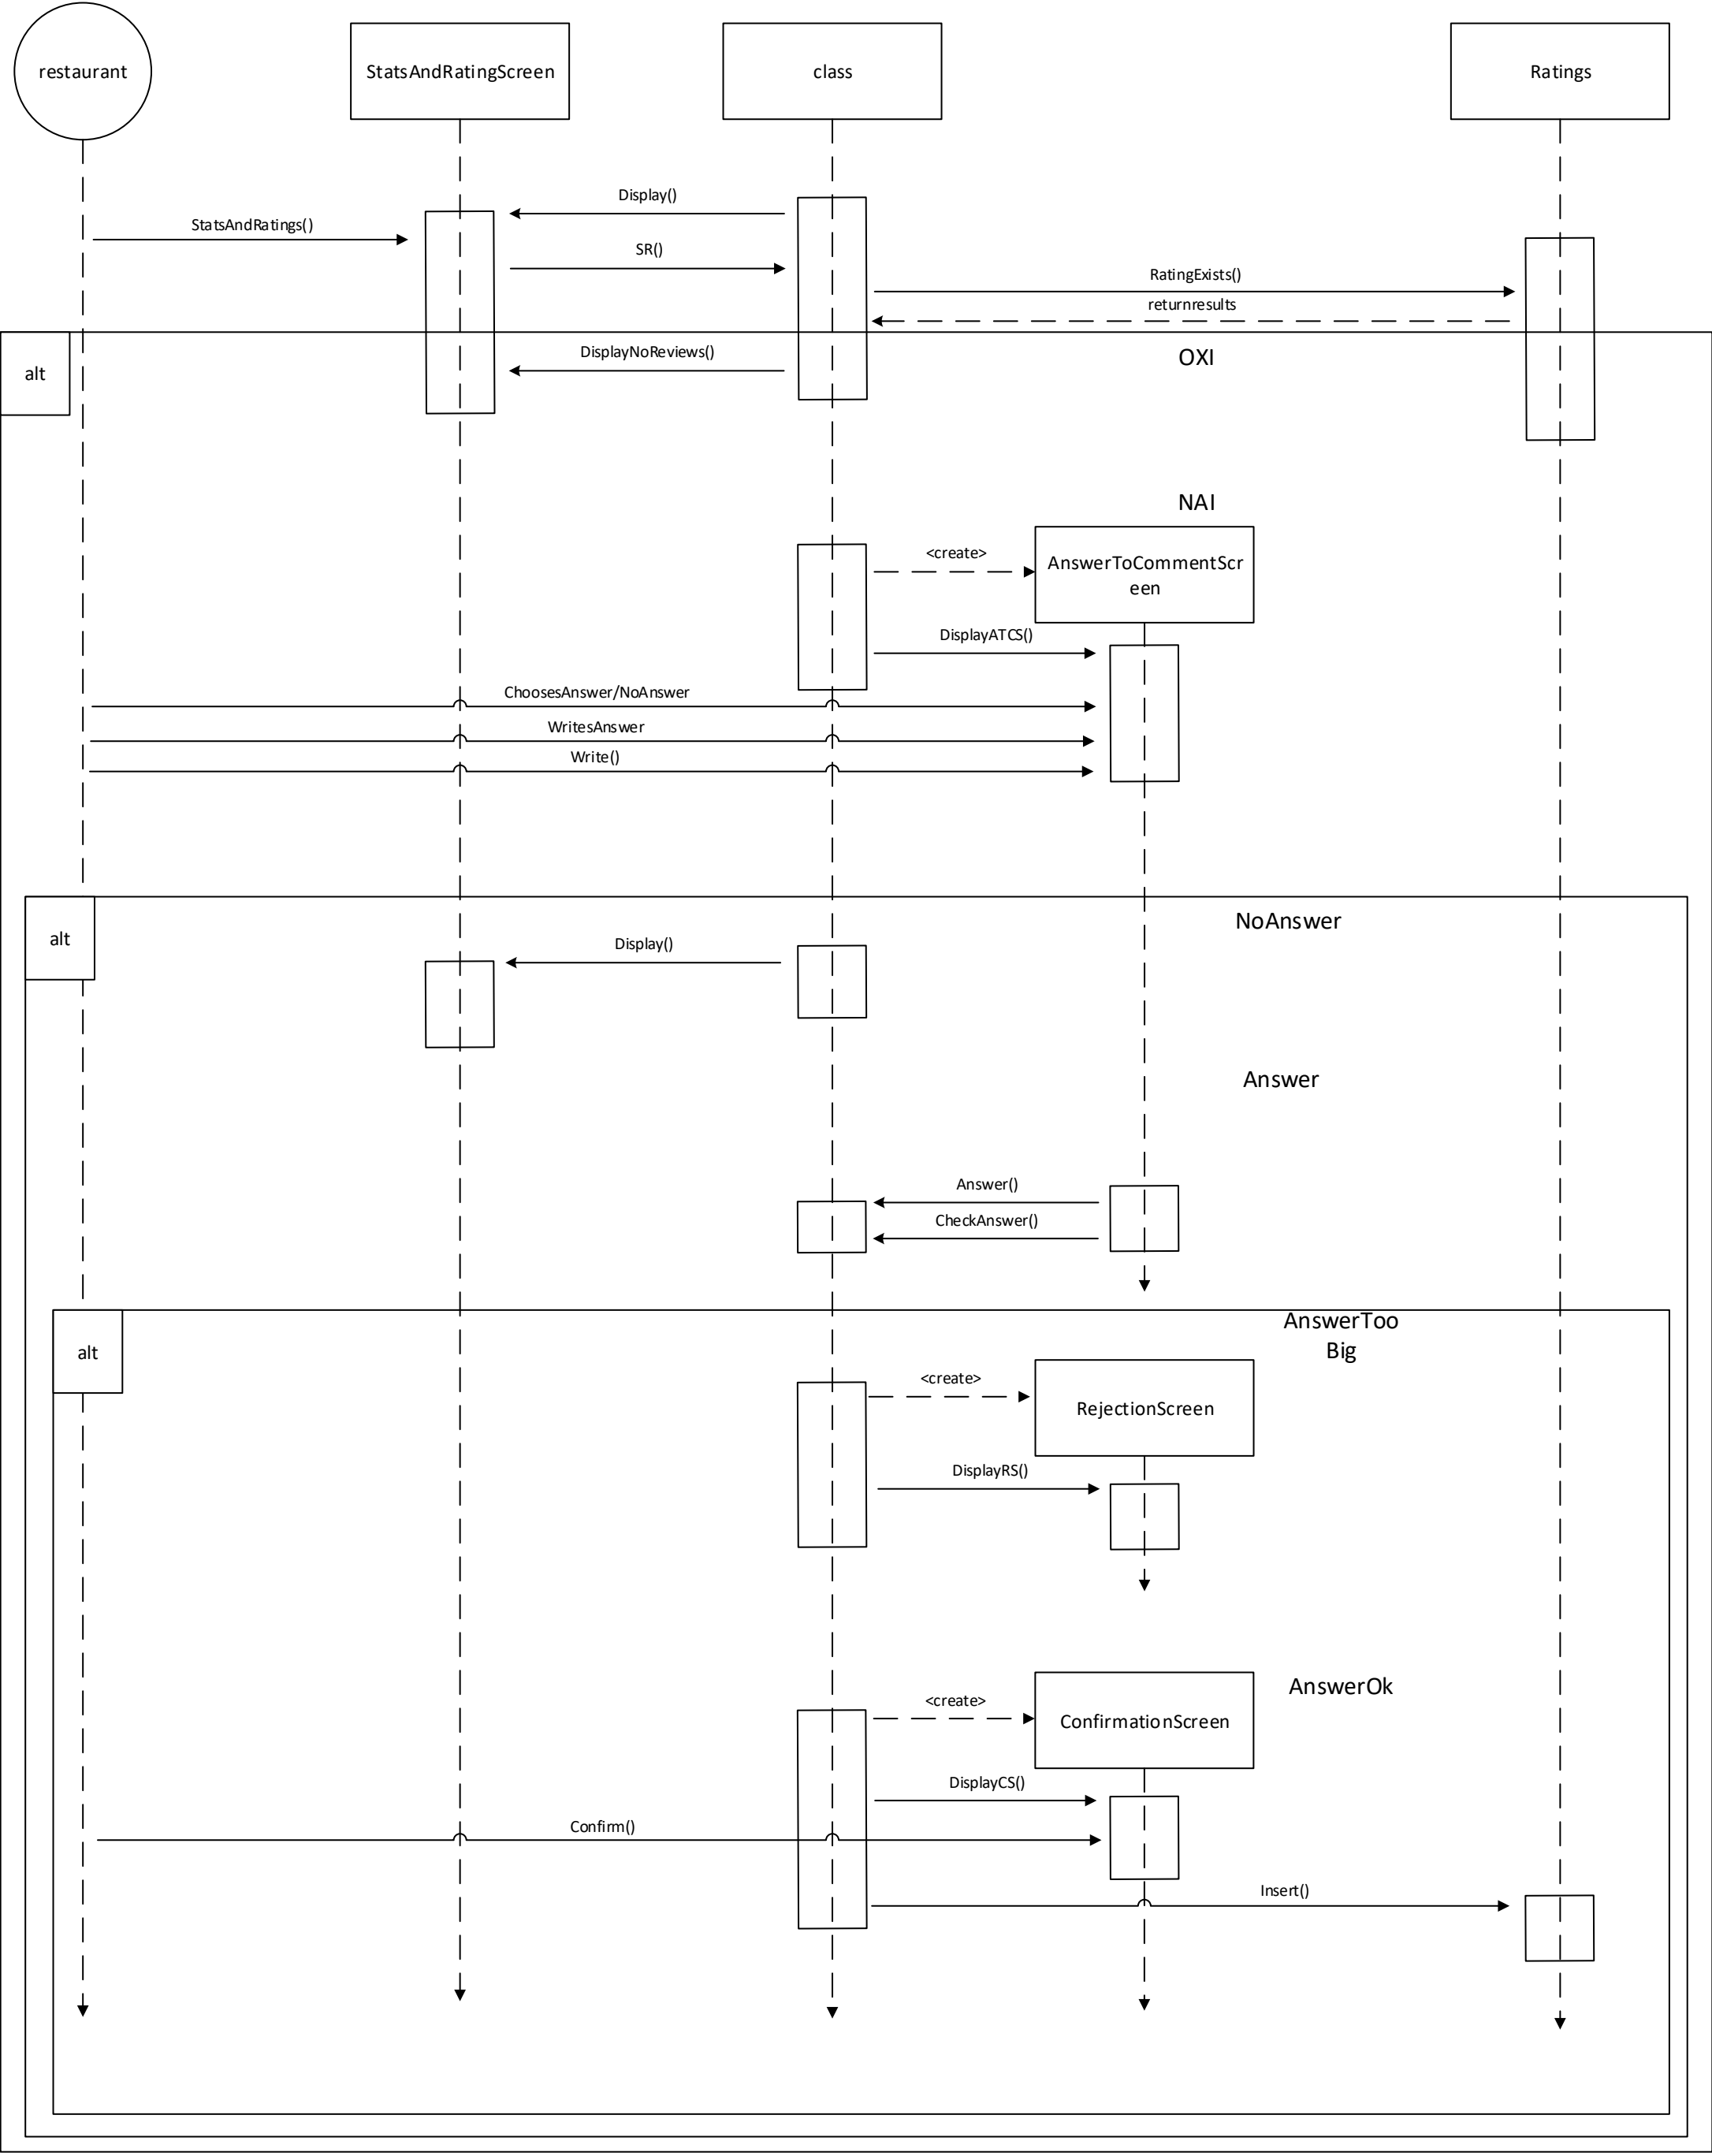 restaurant
StatsAndRatingScreen
class
Ratings
Display()
StatsAndRatings()
SR()
RatingExists()
returnresults
alt
DisplayNoReviews()
OXI
NAI
<create>
AnswerToCommentScr
een
DisplayATCS()
ChoosesAnswer/NoAnswer
WritesAnswer
Write()
alt
NoAnswer
Display()
Answer
Answer()
CheckAnswer()
alt
AnswerToo
Big
<create>
RejectionScreen
DisplayRS()
AnswerOk
<create>
ConfirmationScreen
DisplayCS()
Confirm()
Insert()